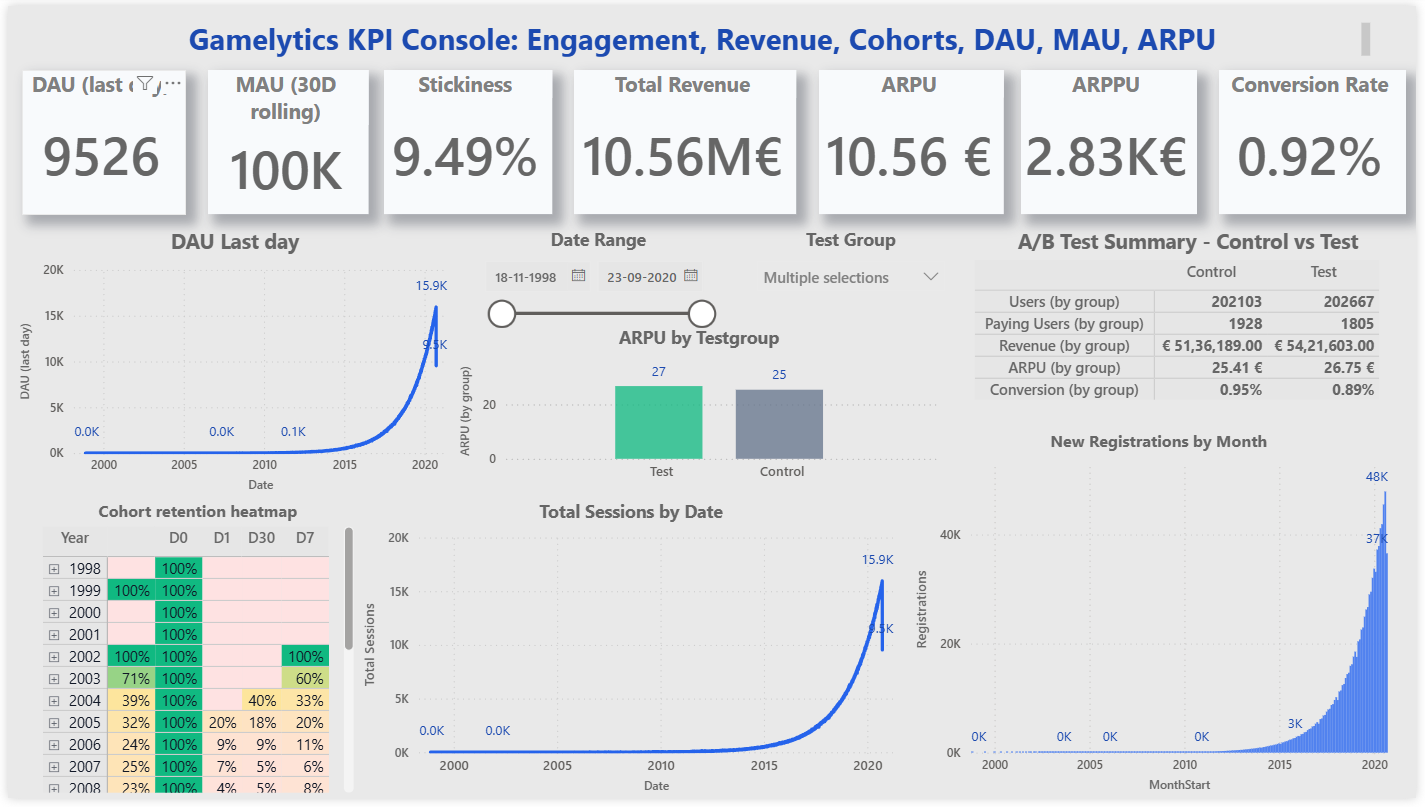 Gamelytics KPI Console: Engagement, Revenue, Cohorts, DAU, MAU, ARPU
DAU (last
9526
MAU (30D
rolling)
100K
Stickiness
9.49%
Total Revenue
10.56M€
ARPU
10.56 €
ARPPU
2.83K€
Conversion Rate
0.92%
DAU Last day
DAU (last day)
20K
15K
10K
5K
0K
0.0K
0.0K
0.1K
15.9K
9.5K
2000
2005
2010
2015
2020
Date
Date Range
18-11-1998
23-09-2020
Test Group
Multiple selections
ARPU by Testgroup
ARPU (by group)
20
0
27
25
Test
Control
A/B Test Summary - Control vs Test
Control Test
Users (by group) 202103 202667
Paying Users (by group) 1928 1805
Revenue (by group) € 51,36,189.00 € 54,21,603.00
ARPU (by group) 25.41 € 26.75 €
Conversion (by group) 0.95% 0.89%
Cohort retention heatmap
Year D0 D1 D30 D7
1998 100%
1999 100% 100%
2000 100%
2001 100%
2002 100% 100% 100%
2003 71% 100% 60%
2004 39% 100% 40% 33%
2005 32% 100% 20% 18% 20%
2006 24% 100% 9% 9% 11%
2007 25% 100% 7% 5% 6%
2008 23% 100% 4% 5% 8%
Total Sessions by Date
Total Sessions
20K
15K
10K
5K
0K
0.0K
0.0K
15.9K
9.5K
2000
2005
2010
2015
2020
Date
New Registrations by Month
Registrations
40K
20K
0K
0K
0K
0K
0K
3K
48K
37K
2000
2005
2010
2015
2020
MonthStart